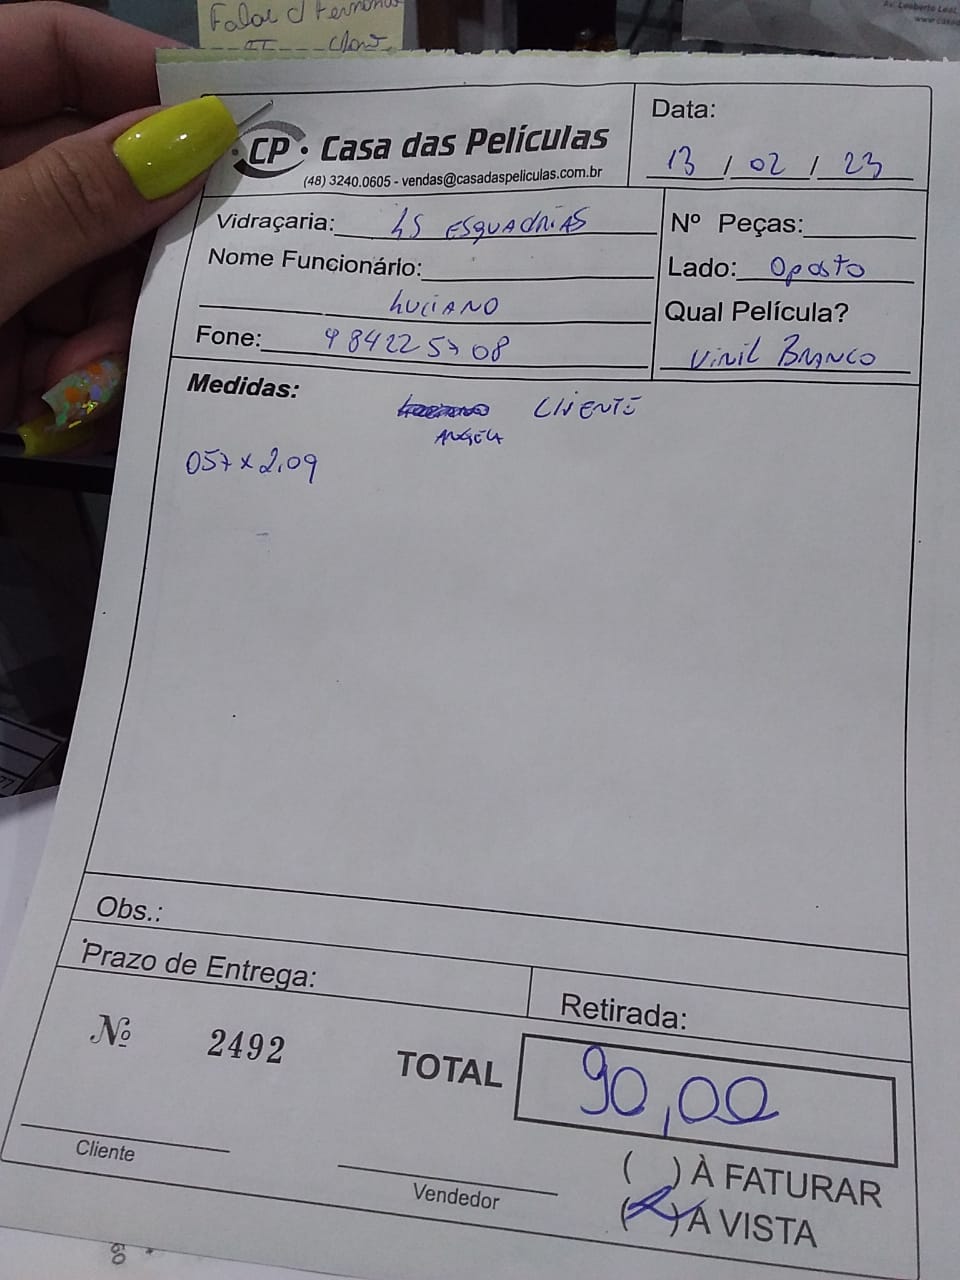 Falar c/ Fernando
CP • Casa das Películas
(48) 3240.0605 - vendas@casadaspeliculas.com.br
Data:
13 / 02 / 23
Vidraçaria: LS ESQUADRIAS
Nome Funcionário:
LUCIANO
Fone: 984225708
Nº Peças:
Lado: Oposto
Qual Película?
Vinil BRANCO
Medidas:
CLIENTE
ANGELA
057 x 2.09
Obs.:
Prazo de Entrega:
Retirada:
Nº 2492
TOTAL 90,00
Cliente
Vendedor
( ) À FATURAR
( ) À VISTA